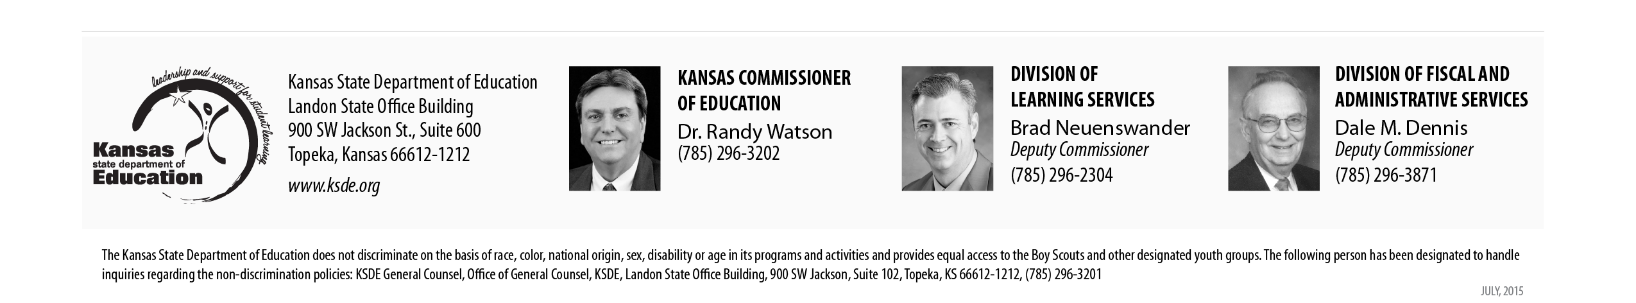 leadership and support for student learning
Kansas
state department of
Education
Kansas State Department of Education
Landon State Office Building
900 SW Jackson St., Suite 600
Topeka, Kansas 66612-1212
www.ksde.org
KANSAS COMMISSIONER
OF EDUCATION
Dr. Randy Watson
(785) 296-3202
DIVISION OF
LEARNING SERVICES
Brad Neuenswander
Deputy Commissioner
(785) 296-2304
DIVISION OF FISCAL AND
ADMINISTRATIVE SERVICES
Dale M. Dennis
Deputy Commissioner
(785) 296-3871
The Kansas State Department of Education does not discriminate on the basis of race, color, national origin, sex, disability or age in its programs and activities and provides equal access to the Boy Scouts and other designated youth groups. The following person has been designated to handle
inquiries regarding the non-discrimination policies: KSDE General Counsel, Office of General Counsel, KSDE, Landon State Office Building, 900 SW Jackson, Suite 102, Topeka, KS 66612-1212, (785) 296-3201
JULY, 2015